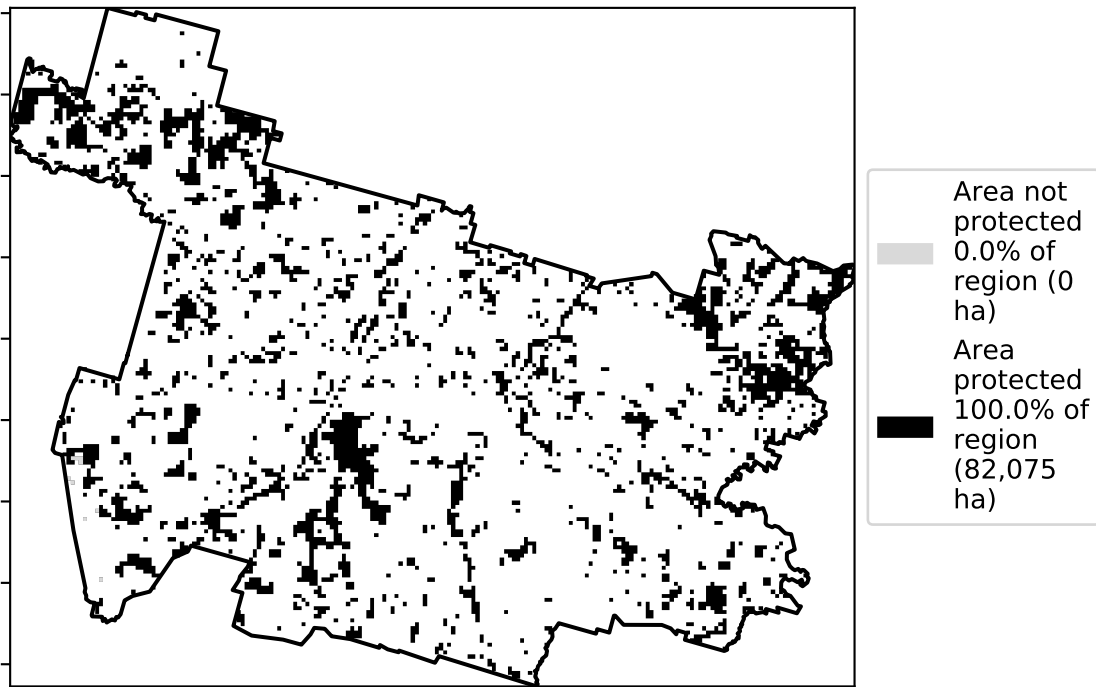 Area not
protected
0.0% of
region (0
ha)
Area
protected
100.0% of
region
(82,075
ha)